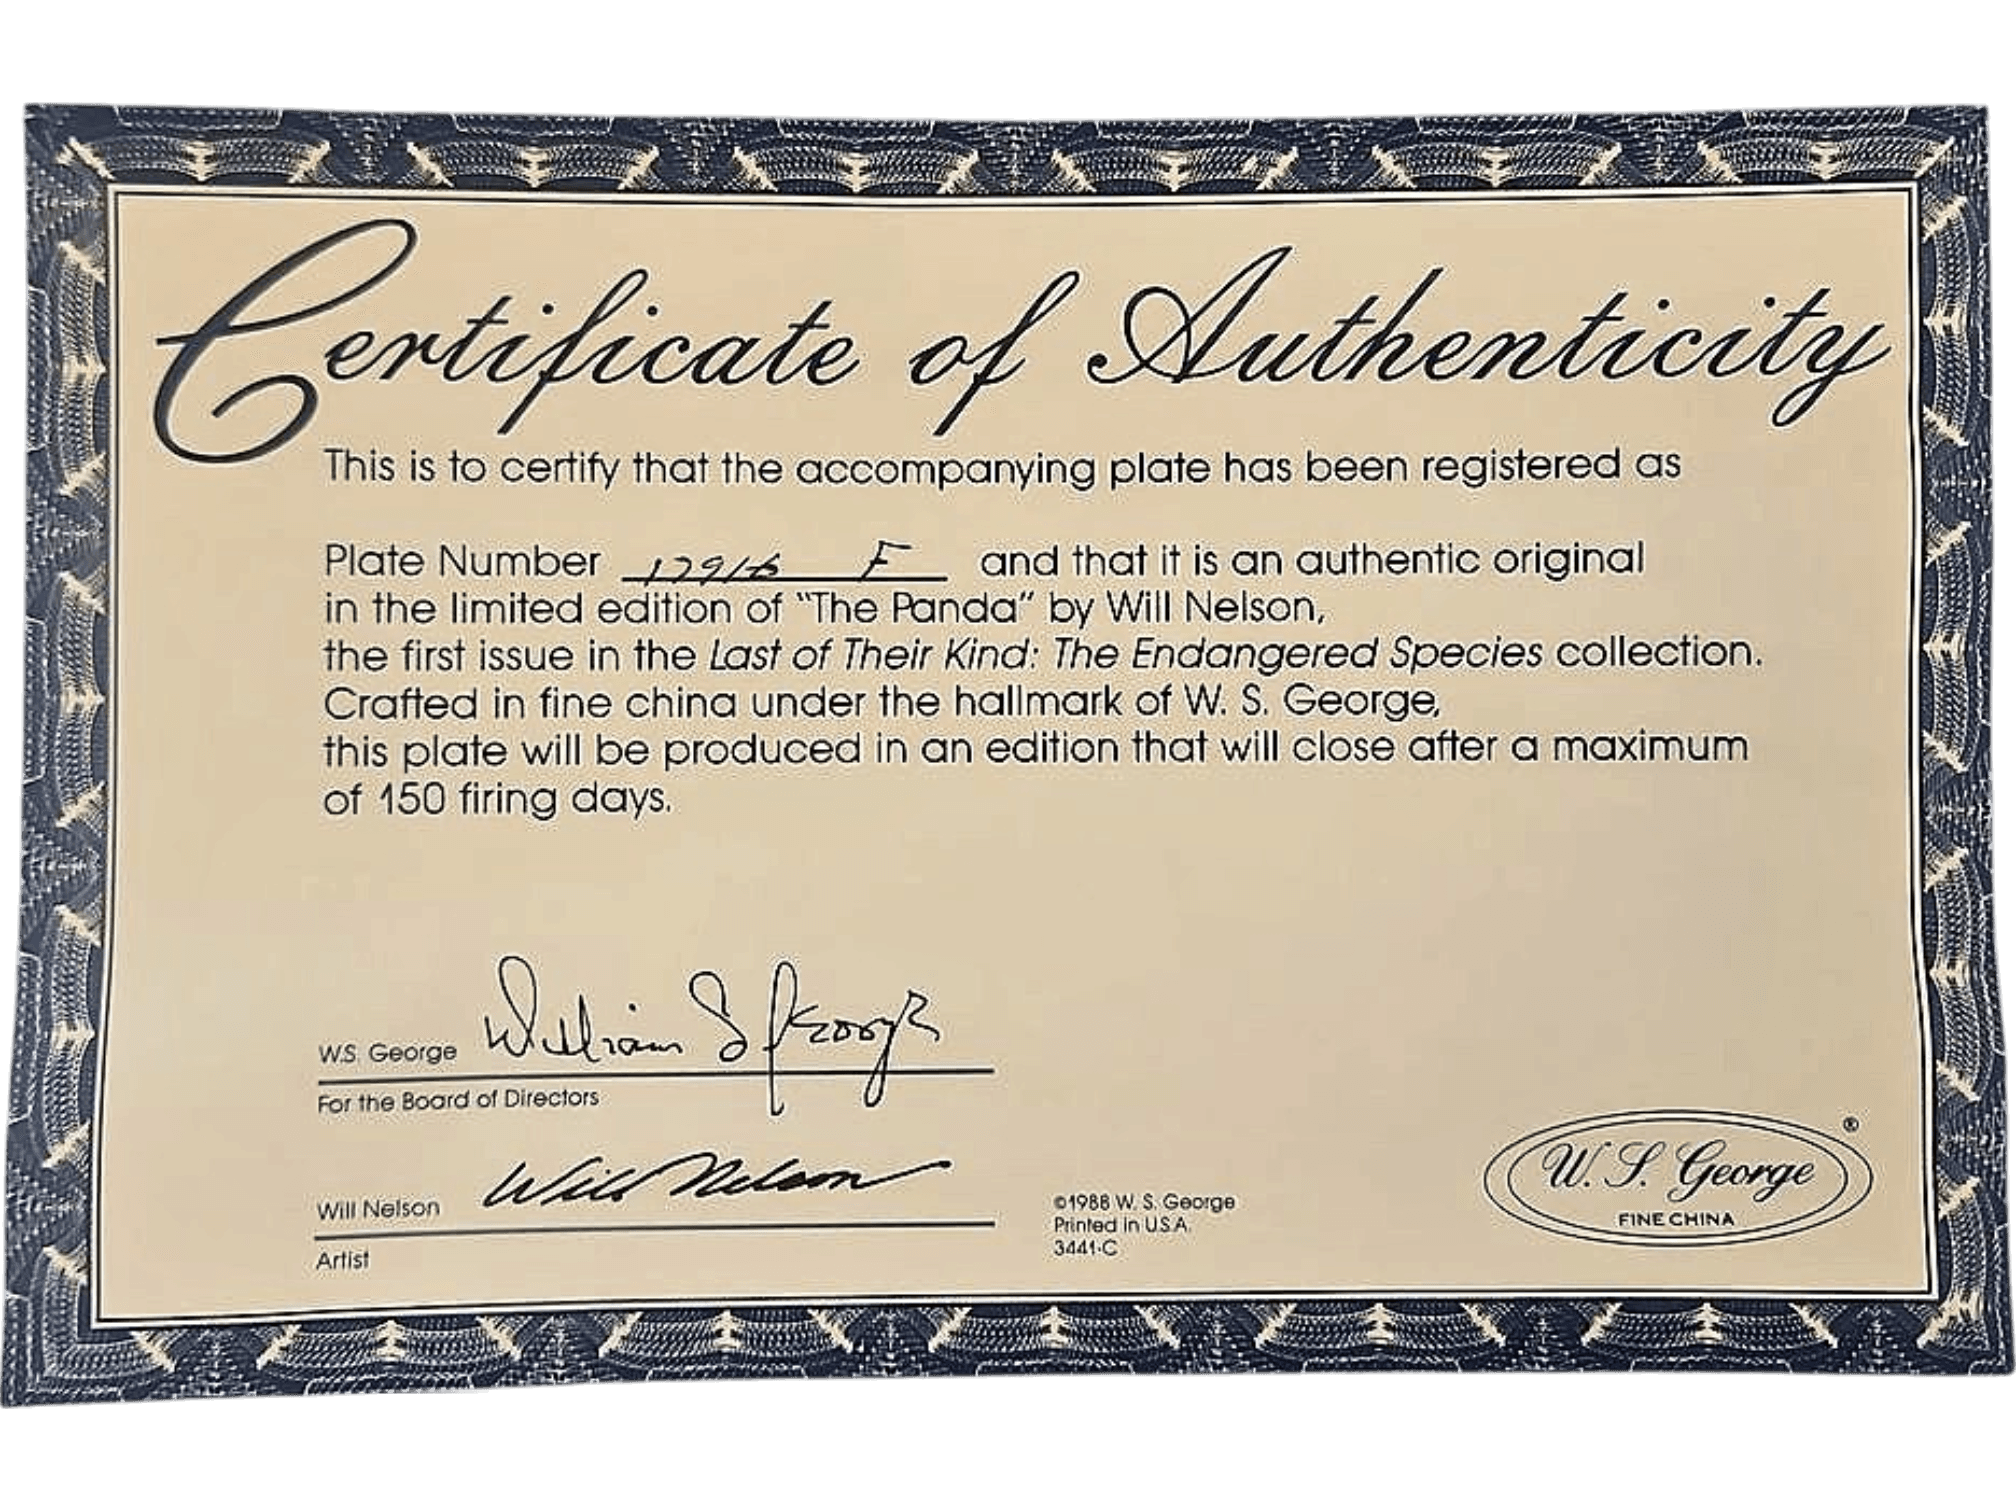 Certificate of Authenticity
This is to certify that the accompanying plate has been registered as
Plate Number F and that it is an authentic original
in the limited edition of "The Panda" by Will Nelson,
the first issue in the Last of Their Kind: The Endangered Species collection.
Crafted in fine china under the hallmark of W. S. George,
this plate will be produced in an edition that will close after a maximum
of 150 firing days.
W.S. George William S George
For the Board of Directors
Will Nelson Will Nelson
Artist
©1988 W. S. George
Printed in U.S.A.
3441-C
W. S. George ®
FINE CHINA